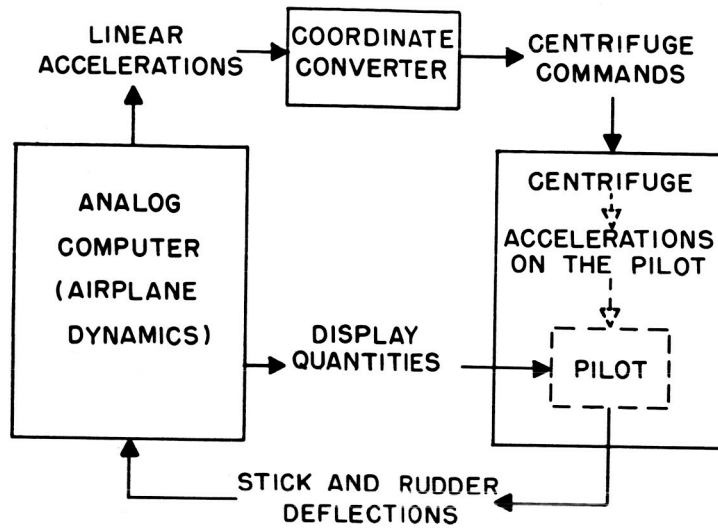 LINEAR
ACCELERATIONS
COORDINATE
CONVERTER
CENTRIFUGE
COMMANDS
ANALOG
COMPUTER
(AIRPLANE
DYNAMICS)
CENTRIFUGE
ACCELERATIONS
ON THE PILOT
DISPLAY
QUANTITIES
PILOT
STICK AND RUDDER
DEFLECTIONS